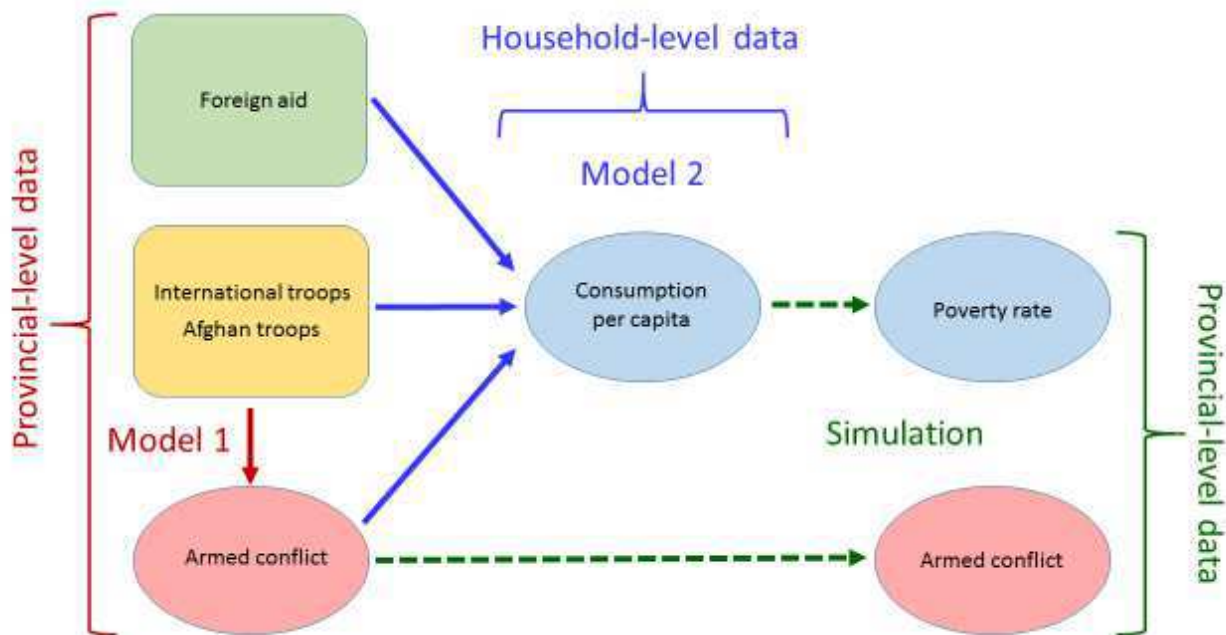 Provincial-level data
Foreign aid
International troops
Afghan troops
Model 1
Armed conflict
Household-level data
Model 2
Consumption
per capita
Poverty rate
Simulation
Armed conflict
Provincial-level data